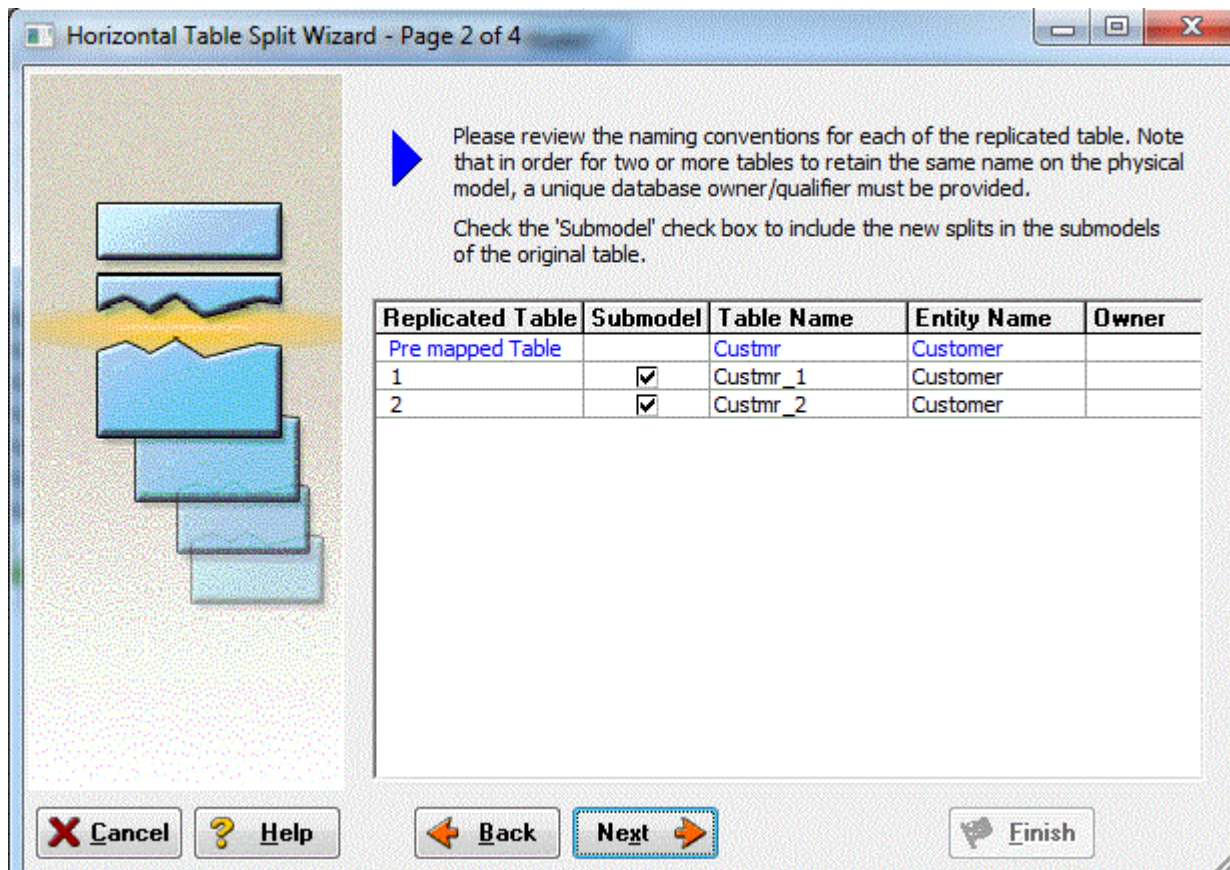 Horizontal Table Split Wizard - Page 2 of 4
Please review the naming conventions for each of the replicated table. Note
that in order for two or more tables to retain the same name on the physical
model, a unique database owner/qualifier must be provided.
Check the 'Submodel' check box to include the new splits in the submodels
of the original table.
Replicated Table Submodel Table Name Entity Name Owner
Pre mapped Table Custmr Customer
1 Custmr_1 Customer
2 Custmr_2 Customer
Cancel Help Back Next Finish